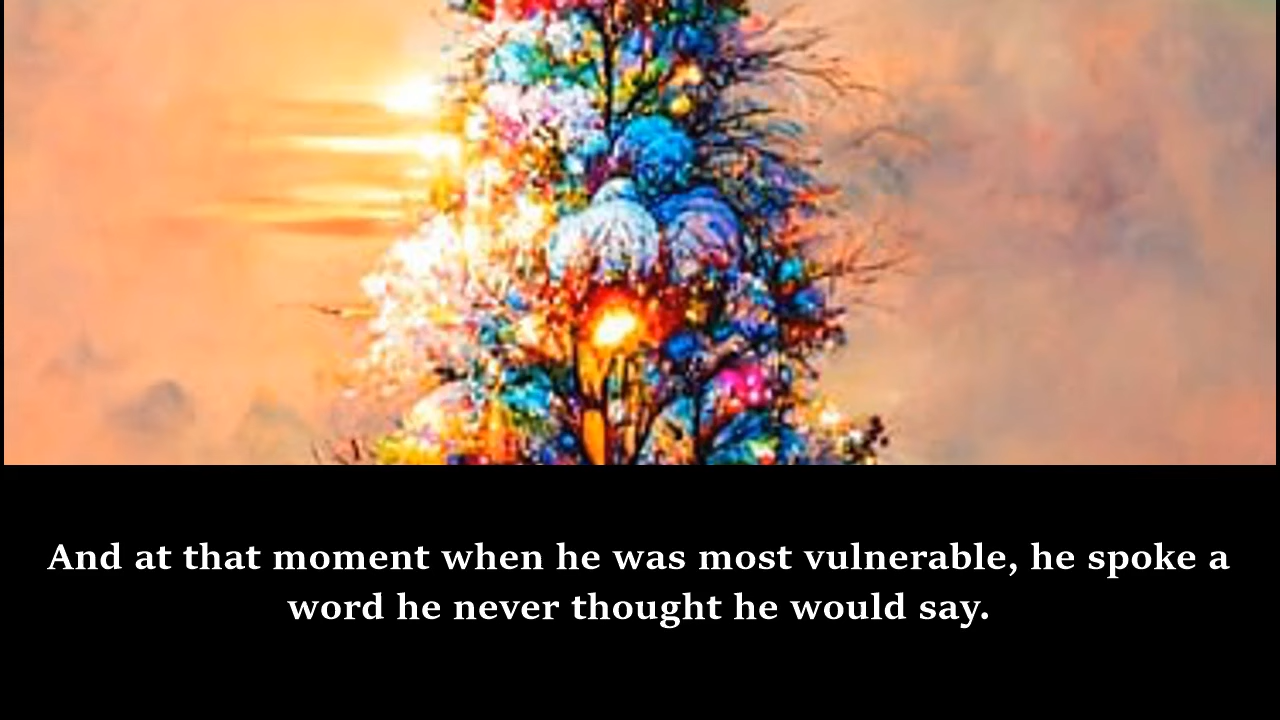 And at that moment when he was most vulnerable, he spoke a
word he never thought he would say.